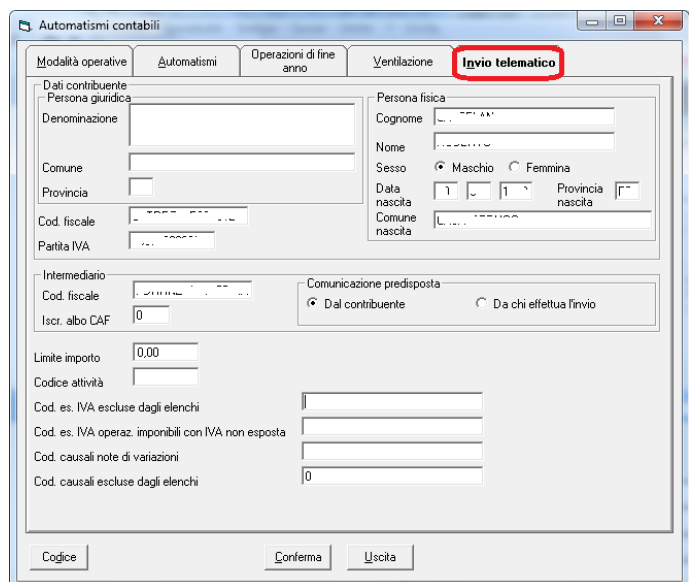 Automatismi contabili
Modalità operative
Automatismi
Operazioni di fine
anno
Ventilazione
Invio telematico
Dati contribuente
Persona giuridica
Denominazione
Comune
Provincia
Cod. fiscale
Partita IVA
Persona fisica
Cognome
Nome
Sesso Maschio Femmina
Data
nascita
Provincia
nascita
Comune
nascita
Intermediario
Cod. fiscale
Iscr. albo CAF 0
Comunicazione predisposta
Dal contribuente Da chi effettua l'invio
Limite importo 0,00
Codice attività
Cod. es. IVA escluse dagli elenchi
Cod. es. IVA operaz. imponibili con IVA non esposta
Cod. causali note di variazioni
Cod. causali escluse dagli elenchi 0
Codice Conferma Uscita